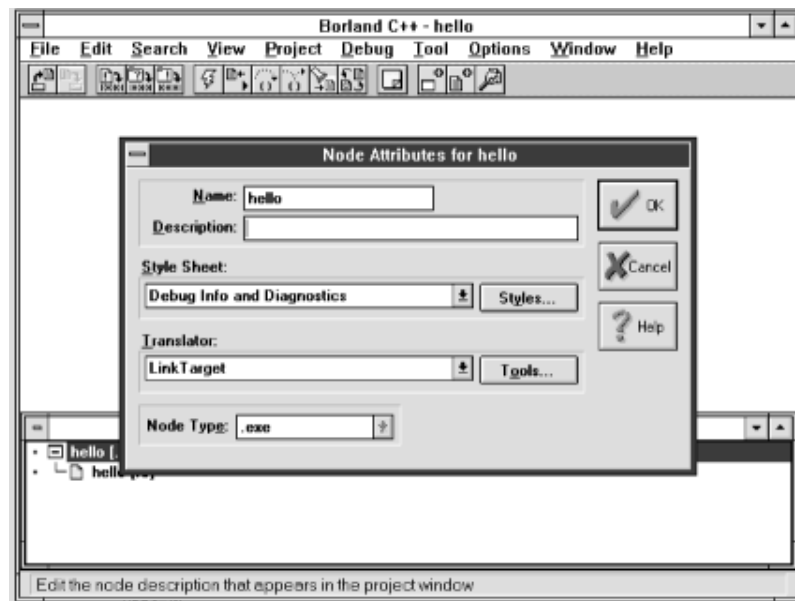 Borland C++ - hello
File Edit Search View Project Debug Tool Options Window Help
Node Attributes for hello
Name: hello
Description:
OK
Style Sheet:
Debug Info and Diagnostics Styles...
Cancel
Translator:
LinkTarget Tools...
Help
Node Type: .exe
hello [.
hello
Edit the node description that appears in the project window